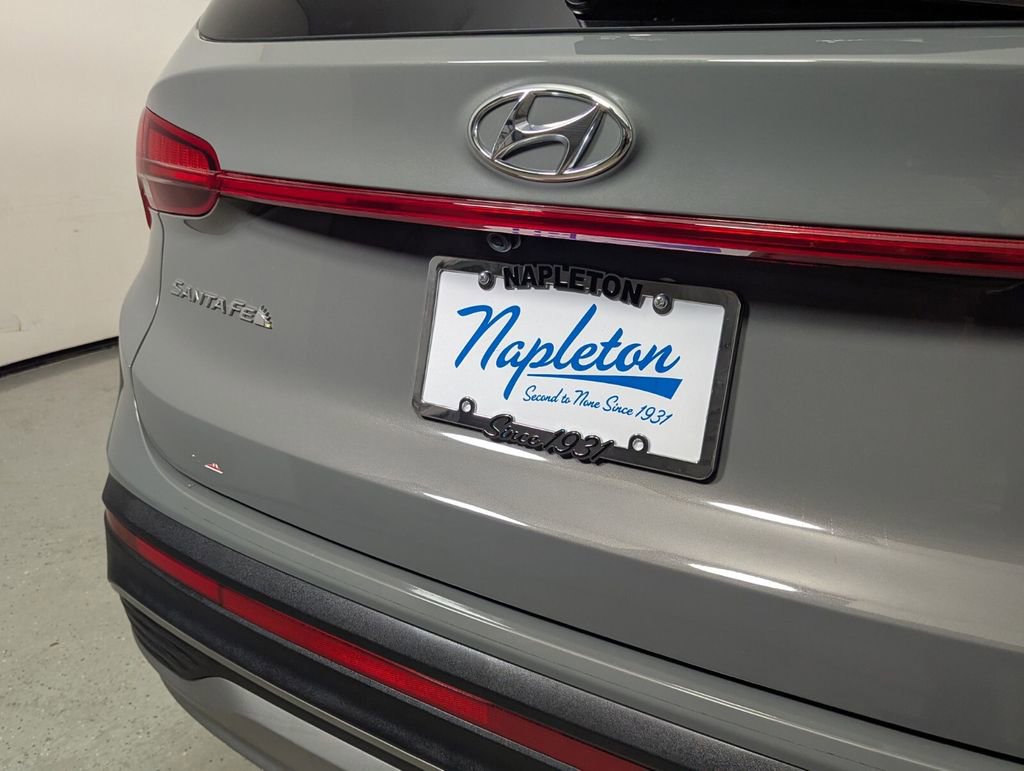 SANTA FE
NAPLETON
Napleton
Second to None Since 1931
Since 1931